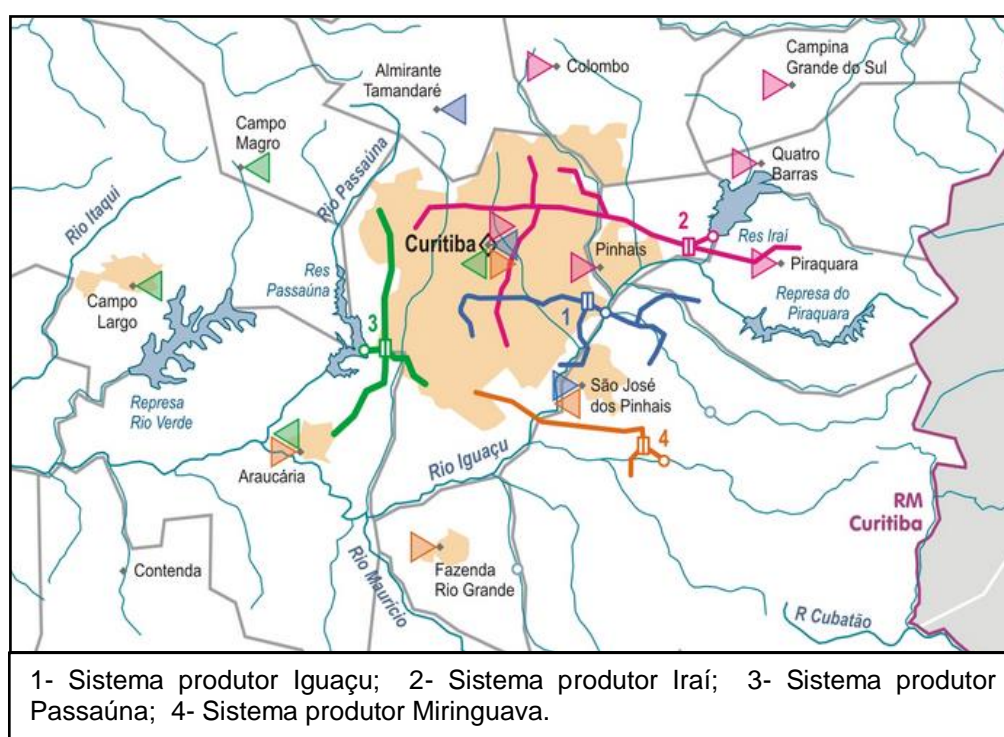 Campina
Grande do Sul
Colombo
Almirante
Tamandaré
Campo
Magro
Rio Passaúna
Quatro
Barras
Rio Itaqui
2
Curitiba
Res Iraí
Pinhais
Piraquara
Res
Passaúna
Campo
Largo
Represa do
Piraquara
1
3
São José
dos Pinhais
Represa
Rio Verde
4
Rio Iguaçu
Araucária
RM
Curitiba
Fazenda
Rio Grande
Contenda
Rio Maurício
R Cubatão
1- Sistema produtor Iguaçu; 2- Sistema produtor Iraí; 3- Sistema produtor
Passaúna; 4- Sistema produtor Miringuava.